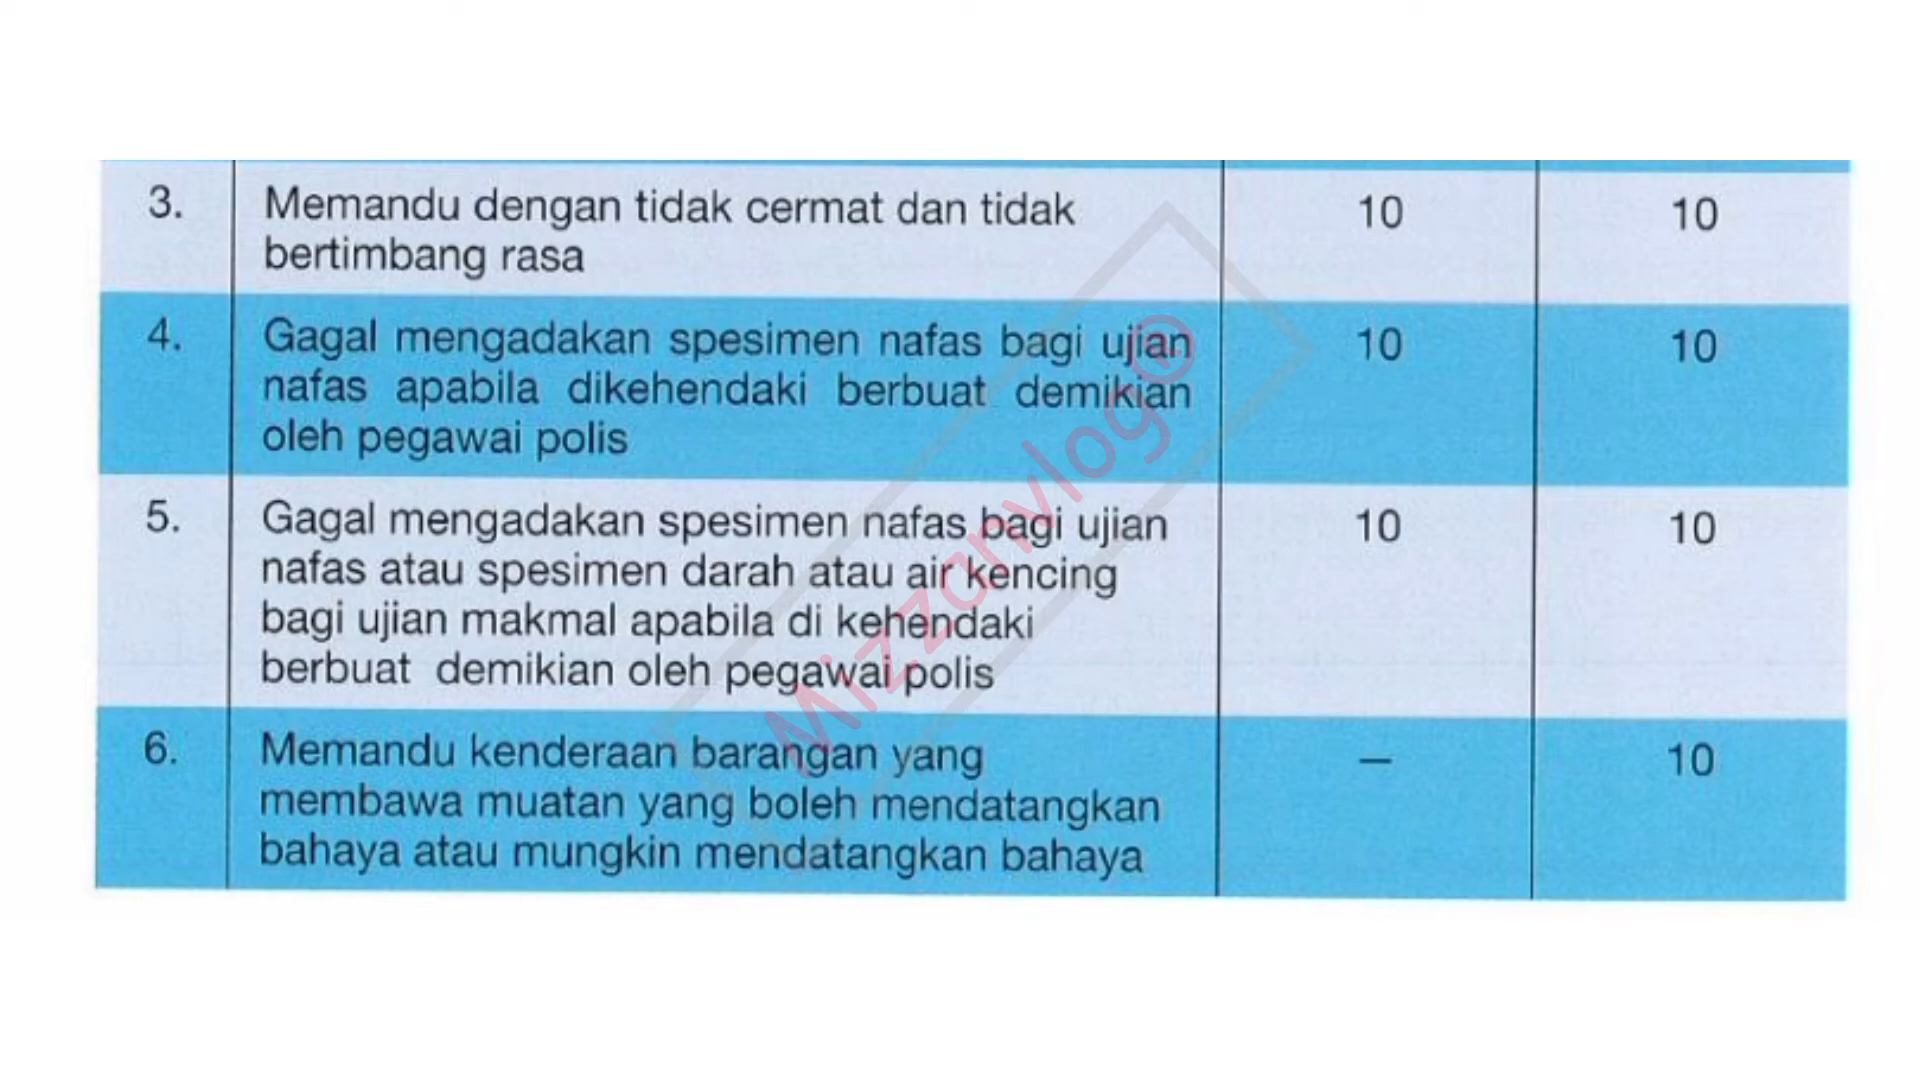 3. Memandu dengan tidak cermat dan tidak 10 10
bertimbang rasa
4. Gagal mengadakan spesimen nafas bagi ujian 10 10
nafas apabila dikehendaki berbuat demikian
oleh pegawai polis
5. Gagal mengadakan spesimen nafas bagi ujian 10 10
nafas atau spesimen darah atau air kencing
bagi ujian makmal apabila di kehendaki
berbuat demikian oleh pegawai polis
6. Memandu kenderaan barangan yang – 10
membawa muatan yang boleh mendatangkan
bahaya atau mungkin mendatangkan bahaya
Mizzanvlog®